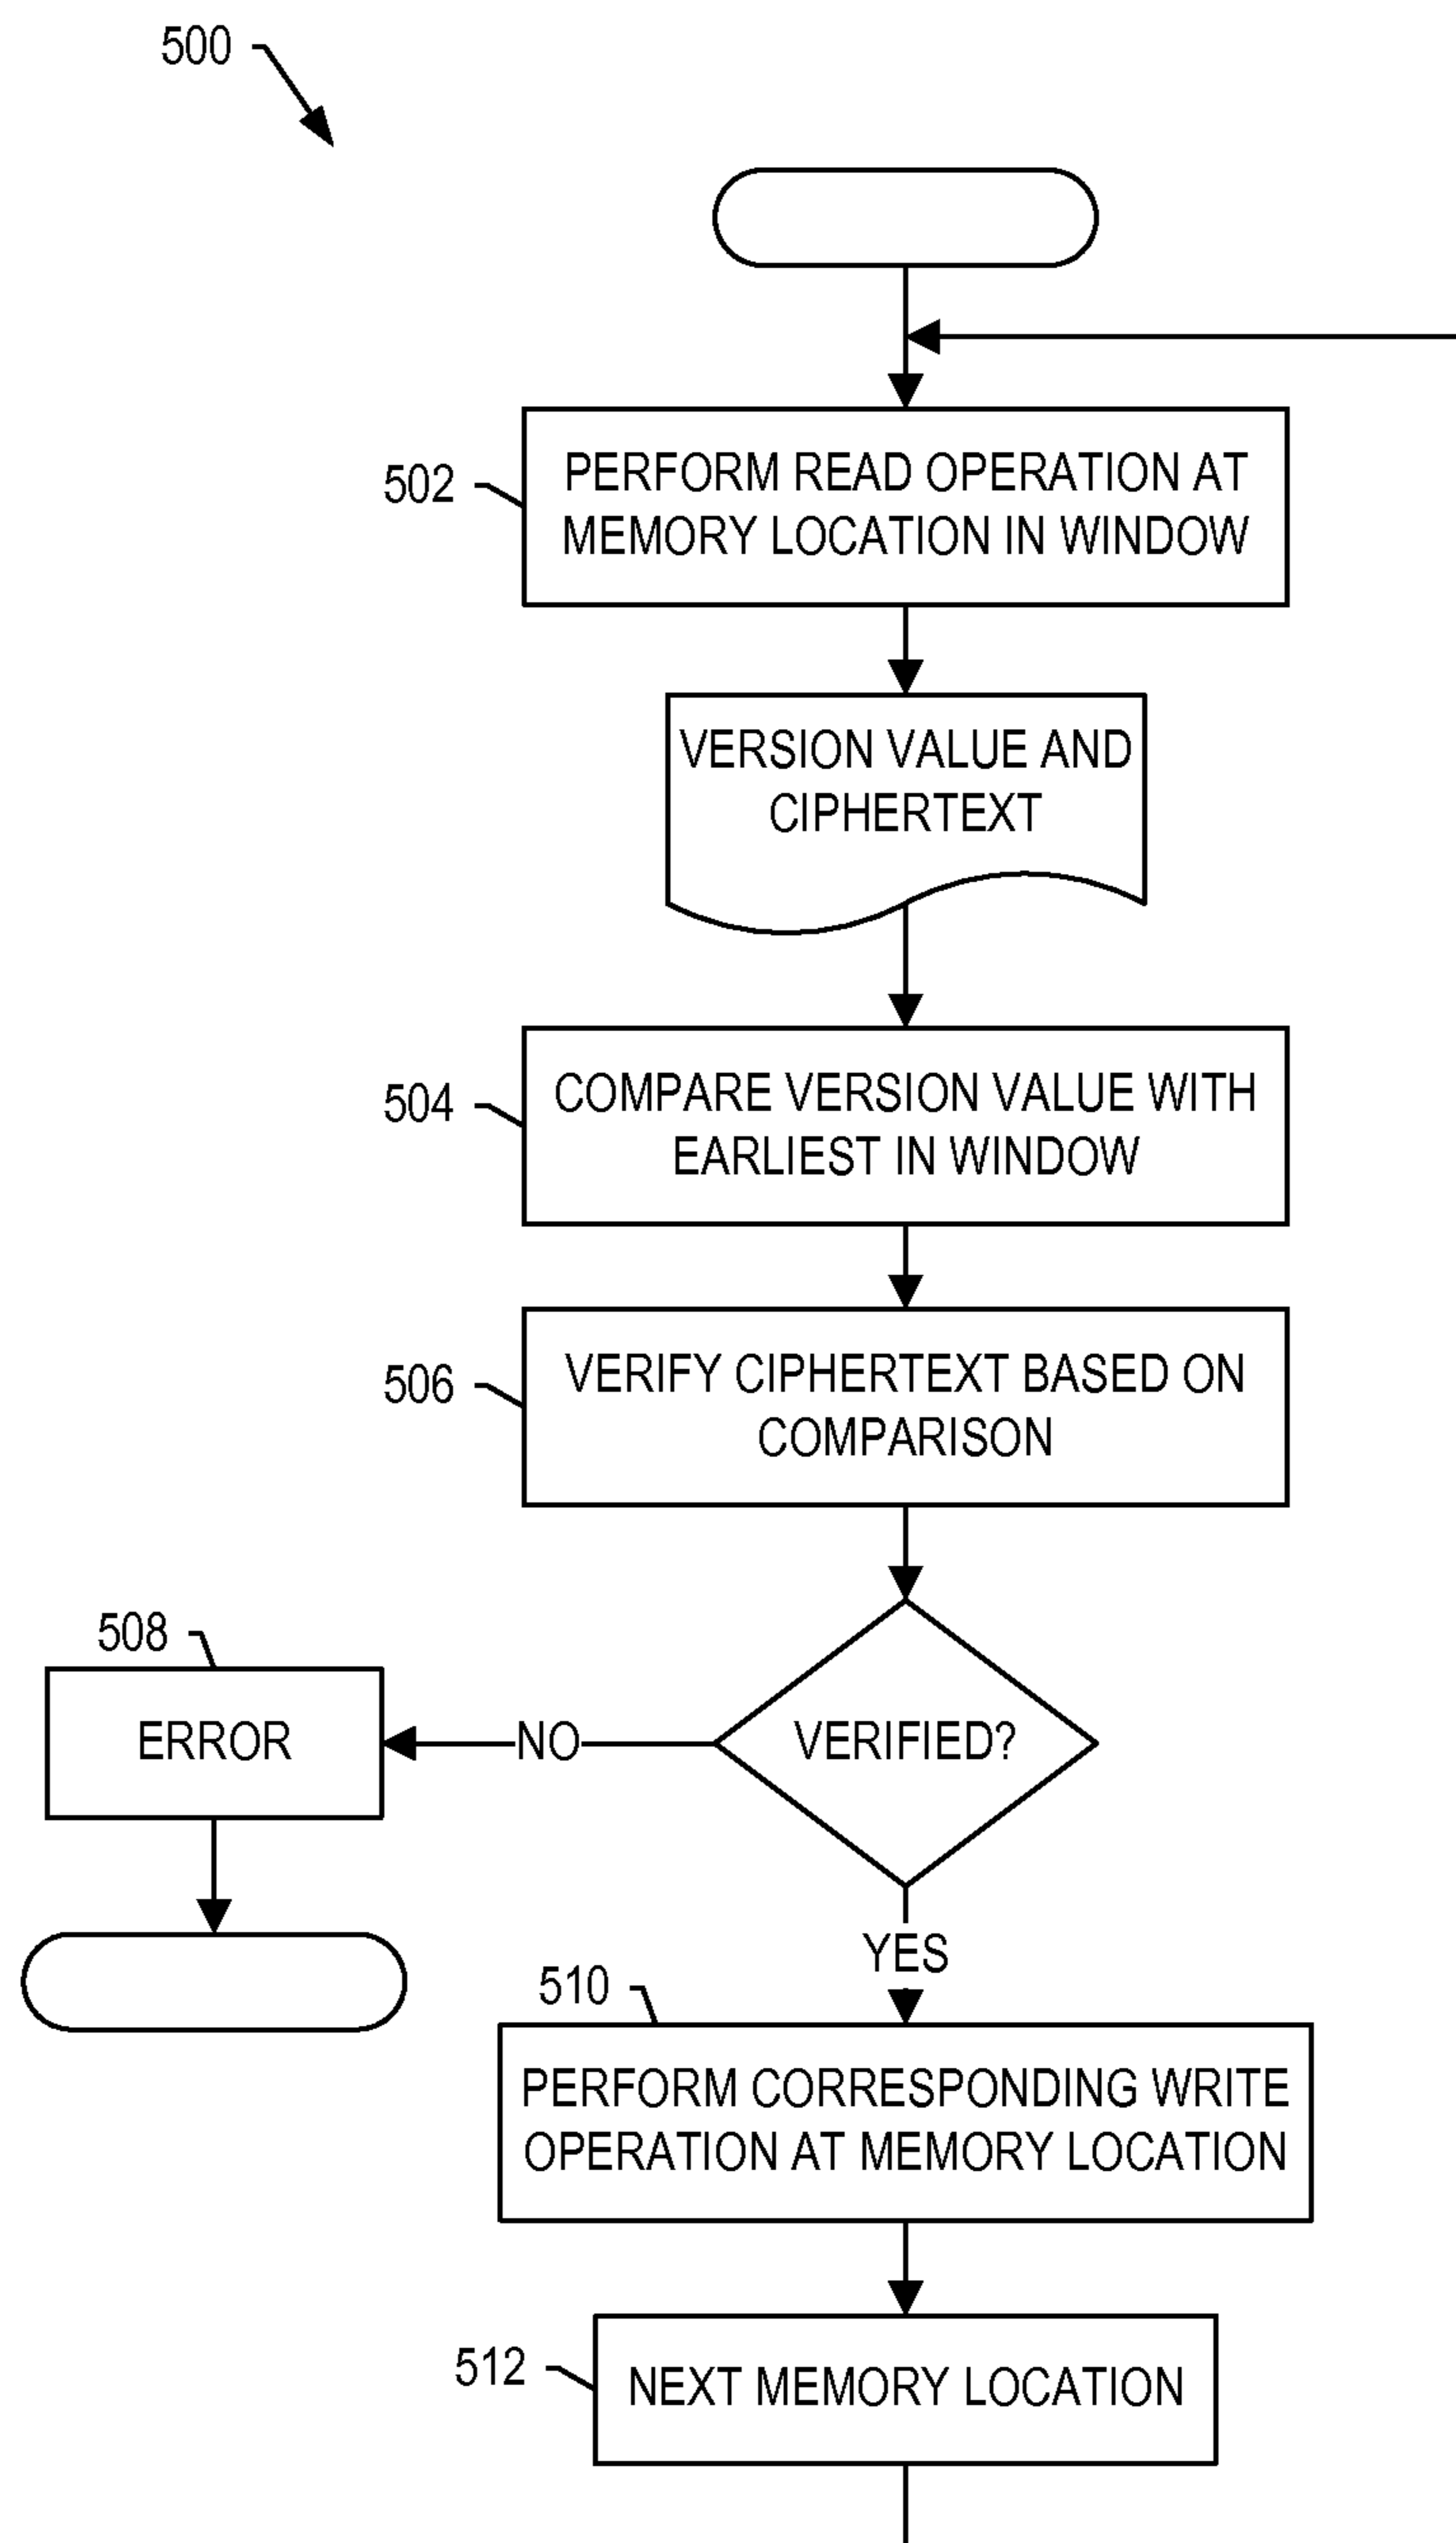 500
502
PERFORM READ OPERATION AT
MEMORY LOCATION IN WINDOW
VERSION VALUE AND
CIPHERTEXT
504
COMPARE VERSION VALUE WITH
EARLIEST IN WINDOW
506
VERIFY CIPHERTEXT BASED ON
COMPARISON
508
ERROR
NO
VERIFIED?
YES
510
PERFORM CORRESPONDING WRITE
OPERATION AT MEMORY LOCATION
512
NEXT MEMORY LOCATION